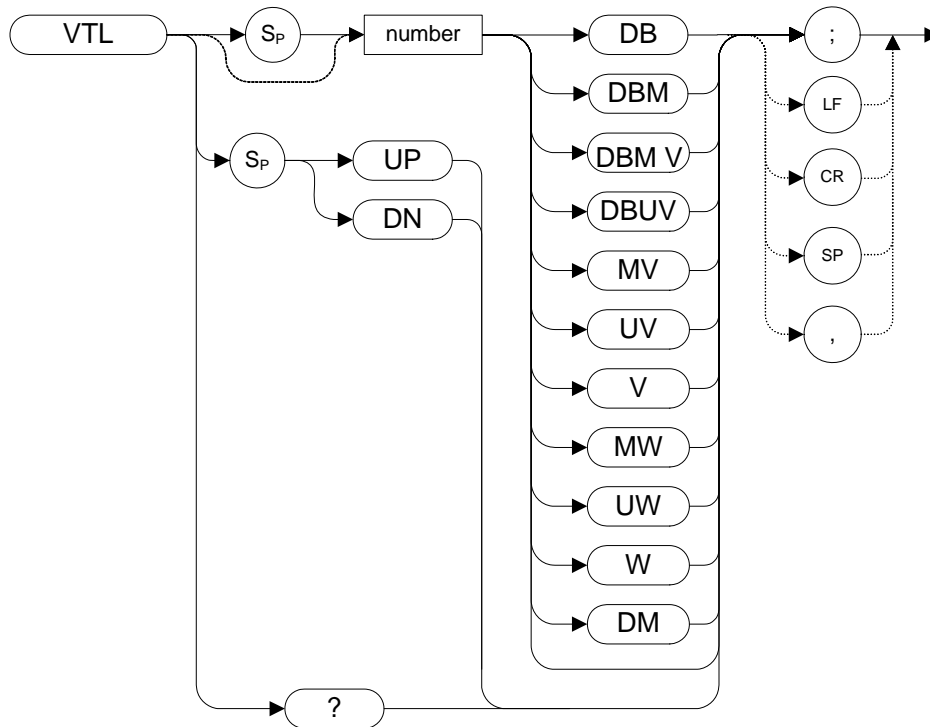 VTL SP number DB ;
DBM LF
DBM V
SP UP CR
DBUV
DN
SP
MV
UV ,
V
MW
UW
W
DM
?